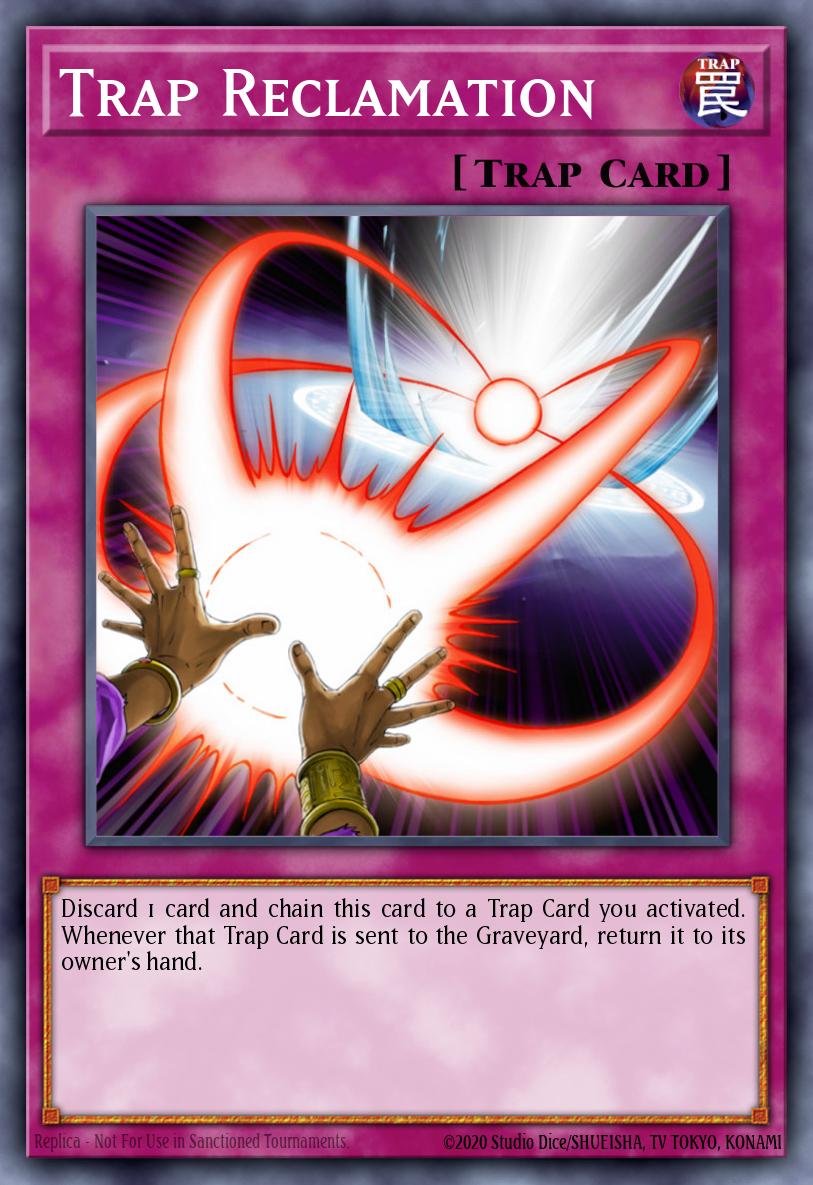 TRAP RECLAMATION
TRAP
罠
[TRAP CARD]
Discard 1 card and chain this card to a Trap Card you activated.
Whenever that Trap Card is sent to the Graveyard, return it to its
owner's hand.
Replica - Not For Use in Sanctioned Tournaments.
©2020 Studio Dice/SHUEISHA, TV TOKYO, KONAMI